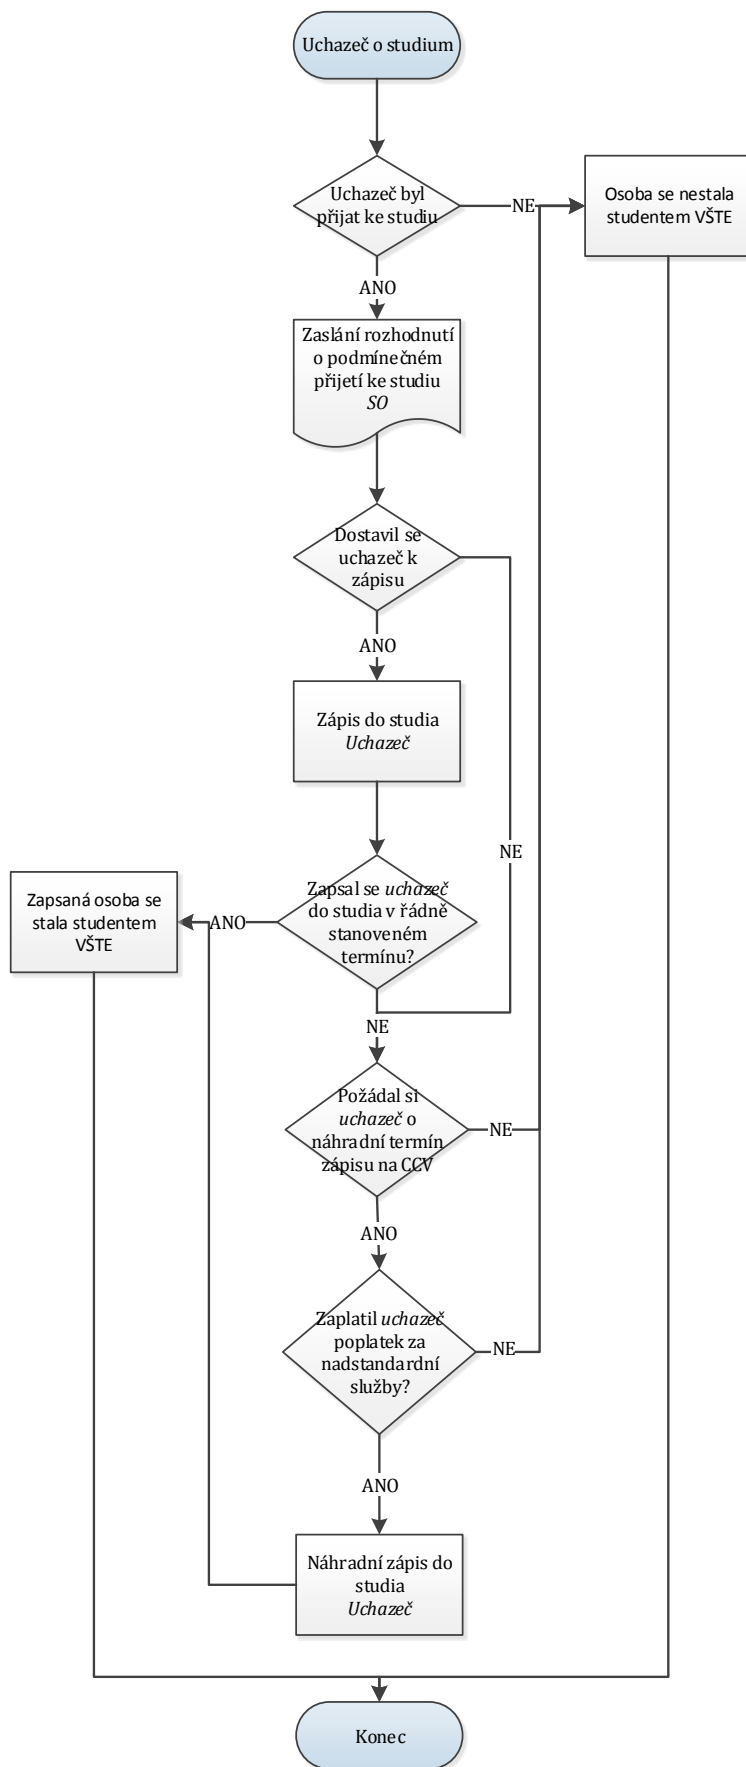 Uchazeč o studium
Uchazeč byl
přijat ke studiu
NE
Osoba se nestala
studentem VŠTE
ANO
Zaslání rozhodnutí
o podmínečném
přijetí ke studiu
SO
Dostavil se
uchazeč k
zápisu
ANO
Zápis do studia
Uchazeč
NE
Zapsal se uchazeč
do studia v řádně
stanoveném
termínu?
ANO
Zapsaná osoba se
stala studentem
VŠTE
NE
Požádal si
uchazeč o
náhradní termín
zápisu na CCV
NE
ANO
Zaplatil uchazeč
poplatek za
nadstandardní
služby?
NE
ANO
Náhradní zápis do
studia
Uchazeč
Konec